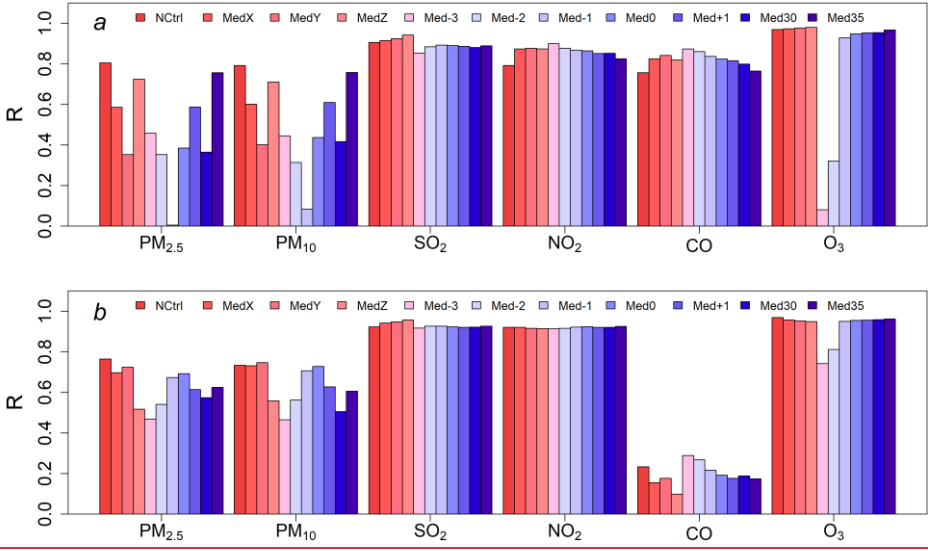 a NCtrl MedX MedY MedZ Med-3 Med-2 Med-1 Med0 Med+1 Med30 Med35
R
0.0 0.2 0.4 0.6 0.8 1.0
PM2.5 PM10 SO2 NO2 CO O3
b NCtrl MedX MedY MedZ Med-3 Med-2 Med-1 Med0 Med+1 Med30 Med35
R
0.0 0.2 0.4 0.6 0.8 1.0
PM2.5 PM10 SO2 NO2 CO O3